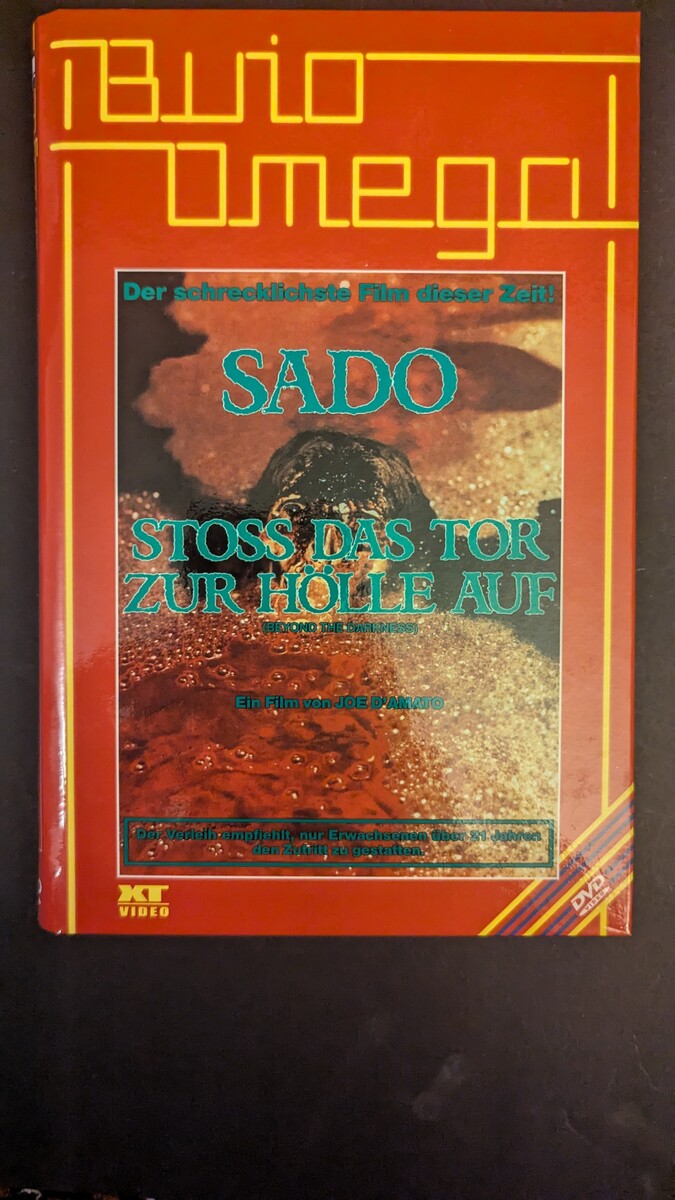 Buio
Omega
Der schrecklichste Film dieser Zeit!
SADO
STOSS DAS TOR
ZUR HÖLLE AUF
(BEYOND THE DARKNESS)
Ein Film von JOE D'AMATO
Der Verleih empfiehlt, nur Erwachsenen über 21 Jahren
den Zutritt zu gestatten.
XT
VIDEO
DVD
VIDEO